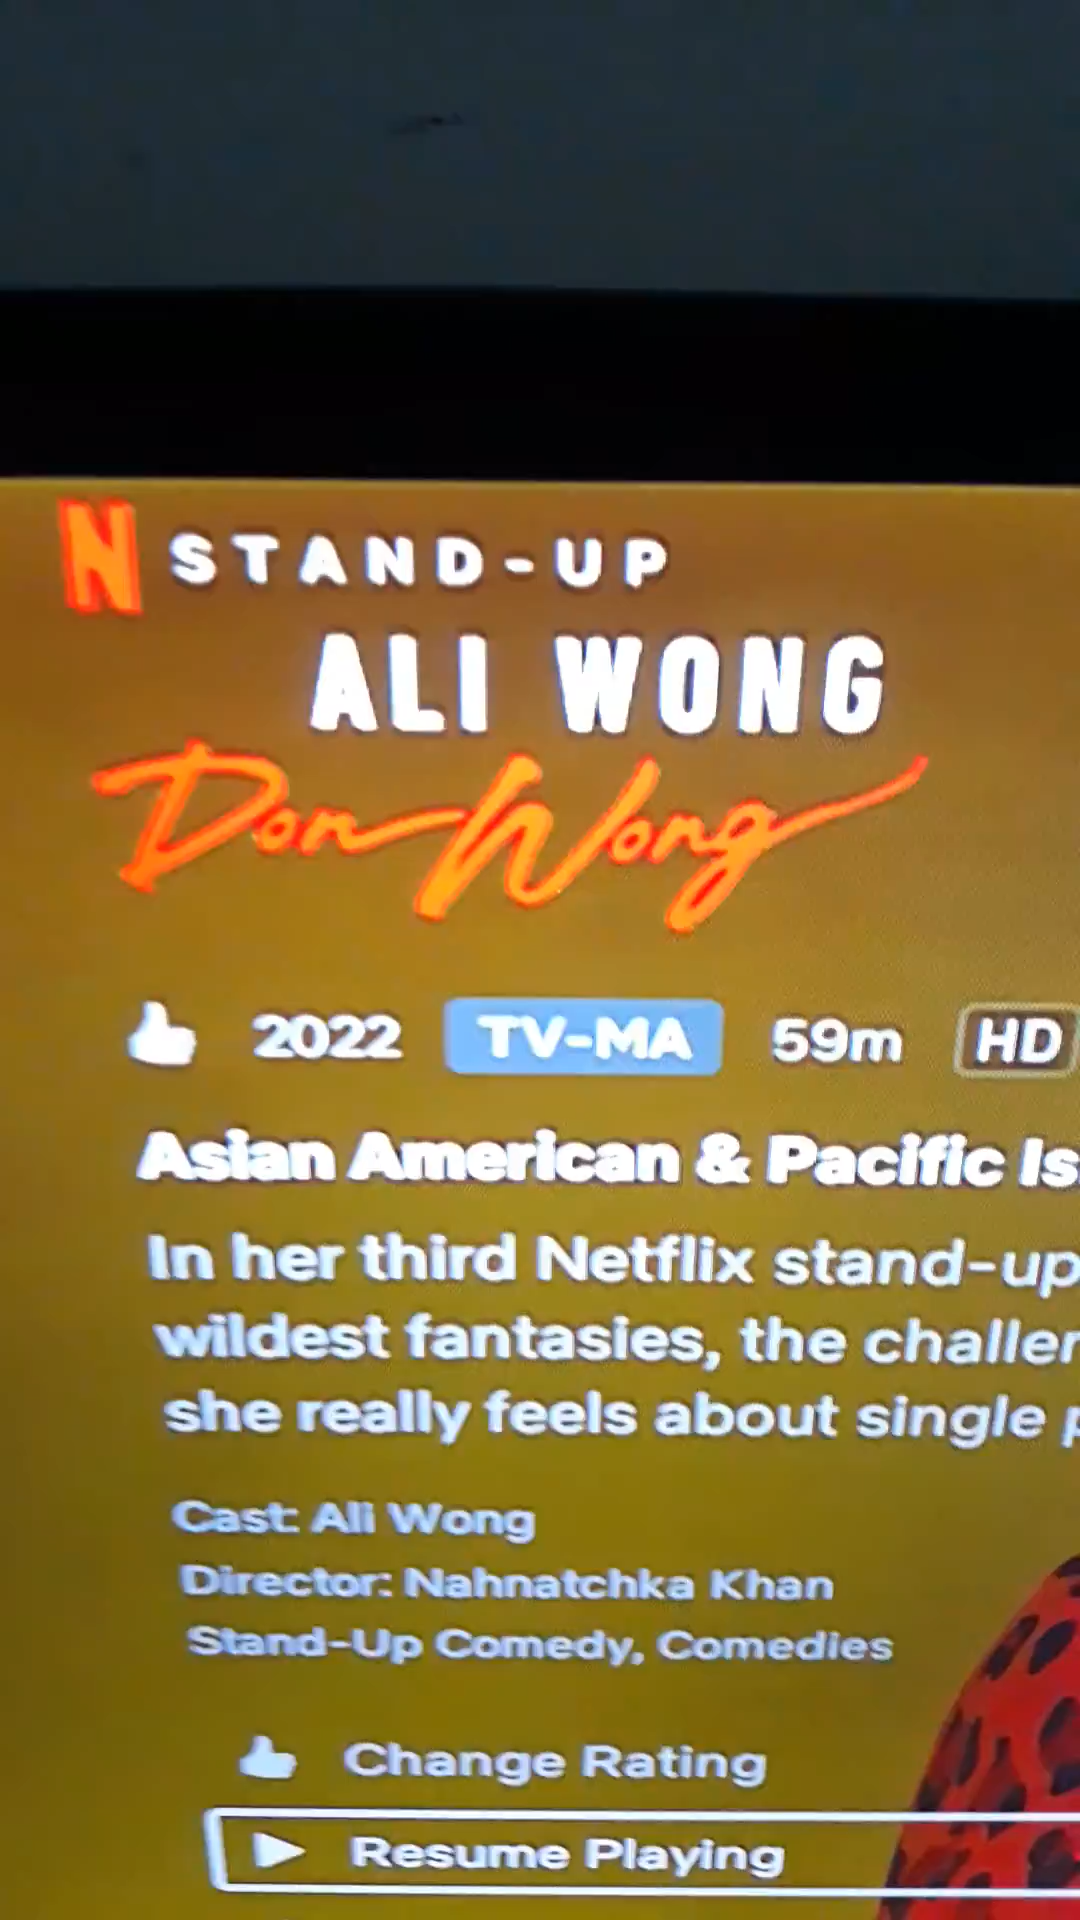 N STAND-UP
ALI WONG
Don Wong
2022 TV-MA 59m HD
Asian American & Pacific Is
In her third Netflix stand-up
wildest fantasies, the challen
she really feels about single p
Cast: Ali Wong
Director: Nahnatchka Khan
Stand-Up Comedy, Comedies
Change Rating
Resume Playing